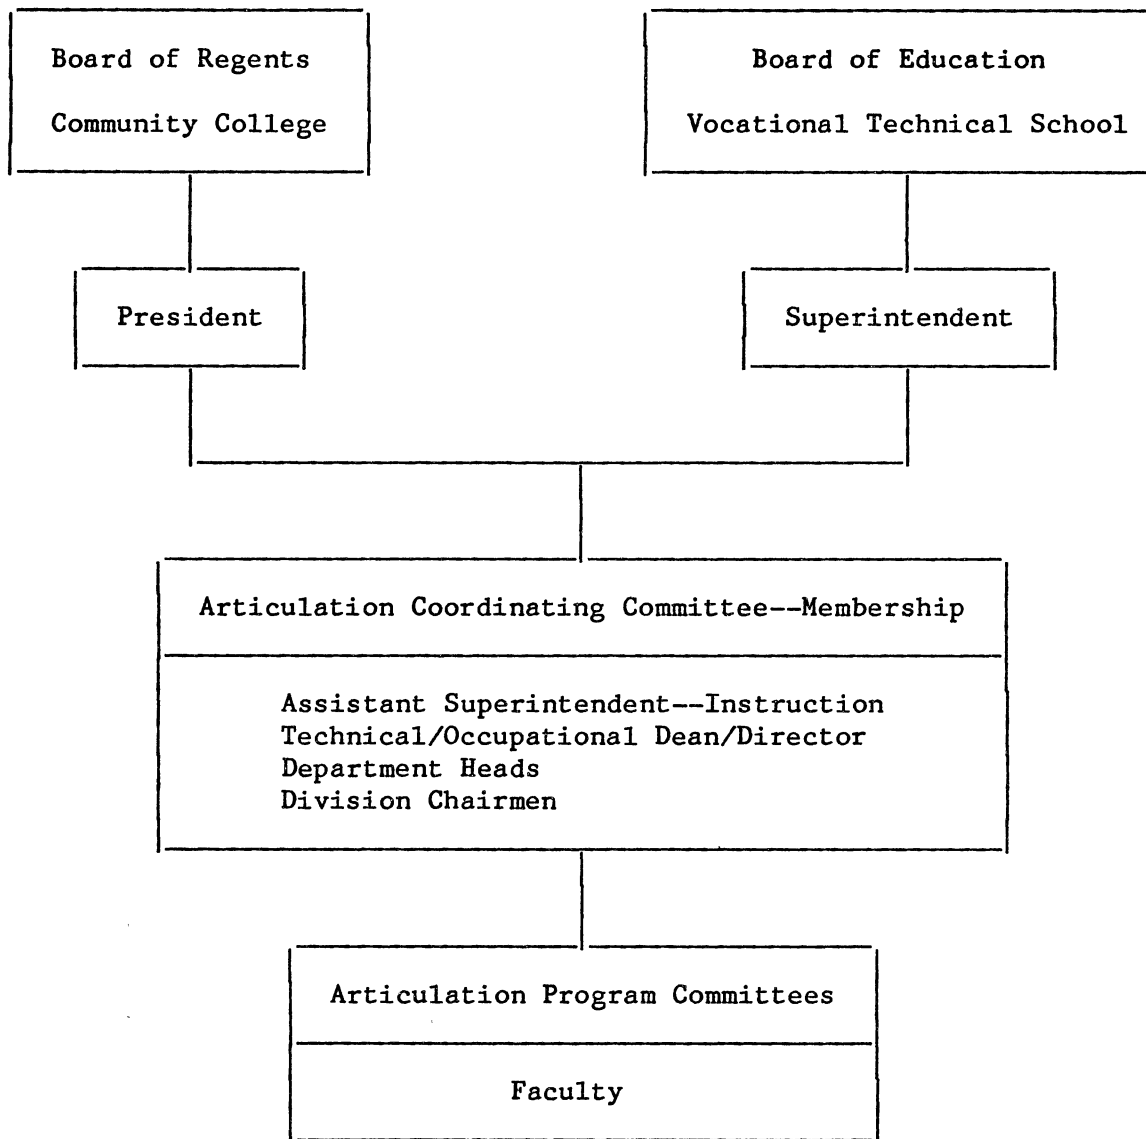 Board of Regents
Community College
Board of Education
Vocational Technical School
President
Superintendent
Articulation Coordinating Committee--Membership
Assistant Superintendent--Instruction
Technical/Occupational Dean/Director
Department Heads
Division Chairmen
Articulation Program Committees
Faculty